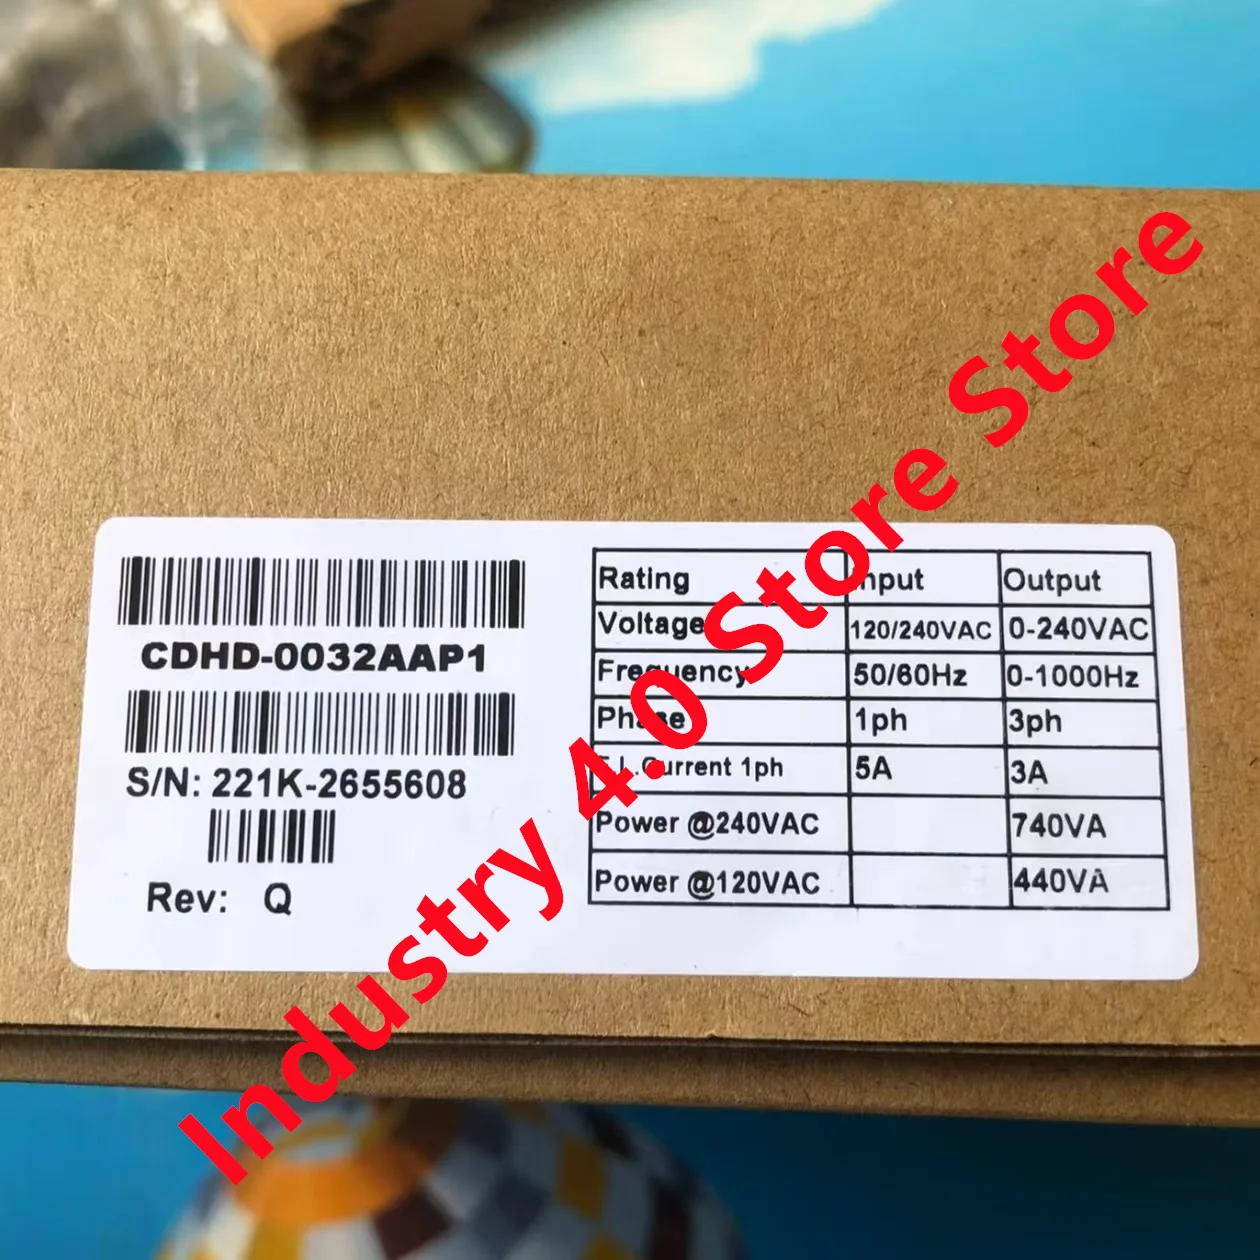 CDHD-0032AAP1
S/N: 221K-2655608
Rev: Q
Rating Input Output
Voltage 120/240VAC 0-240VAC
Frequency 50/60Hz 0-1000Hz
Phase 1ph 3ph
F.L.Current 1ph 5A 3A
Power @240VAC 740VA
Power @120VAC 440VA
Industry 4.0 Store Store